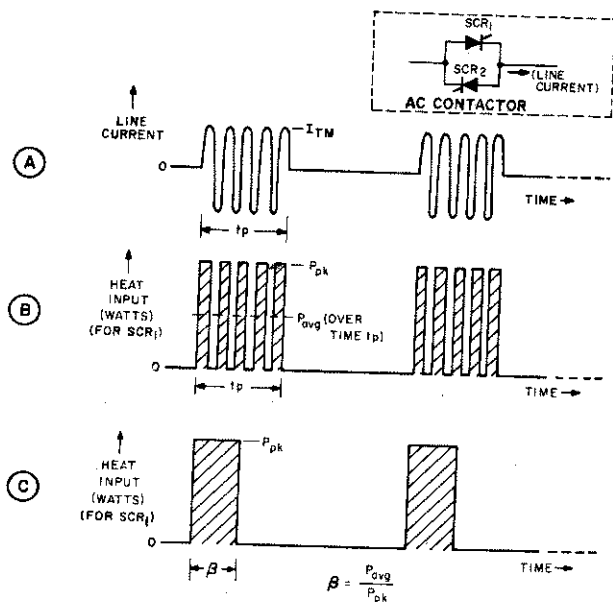 SCR1
SCR2
(LINE CURRENT)
AC CONTACTOR
A
LINE CURRENT
ITM
0
tp
TIME
B
HEAT INPUT (WATTS) (FOR SCR1)
Ppk
Pavg (OVER TIME tp)
0
tp
TIME
C
HEAT INPUT (WATTS) (FOR SCR1)
Ppk
0
β
β = Pavg / Ppk
TIME